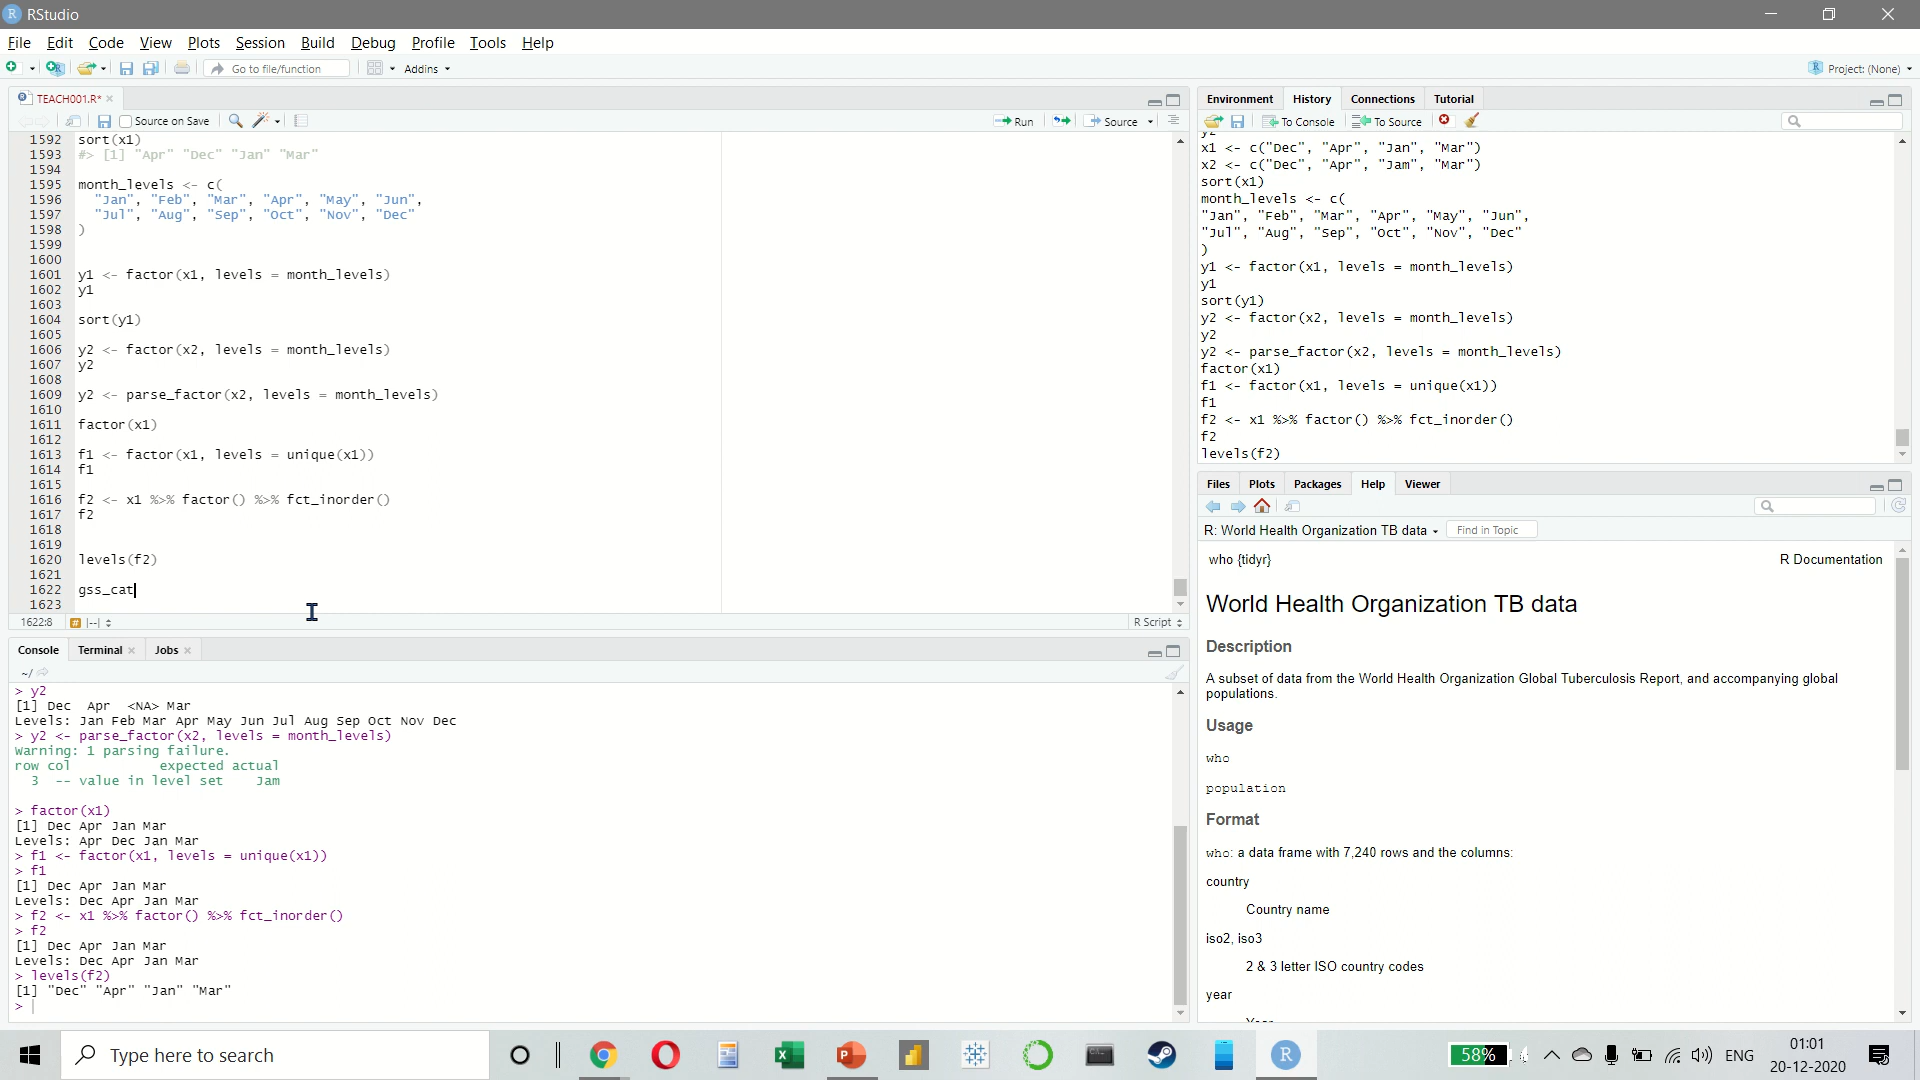 RStudio
File Edit Code View Plots Session Build Debug Profile Tools Help
Go to file/function Addins Project: (None)
TEACH001.R*
Source on Save Run Source
1592 sort(x1)
1593 #> [1] "Apr" "Dec" "Jan" "Mar"
1594
1595 month_levels <- c(
1596 "Jan", "Feb", "Mar", "Apr", "May", "Jun",
1597 "Jul", "Aug", "Sep", "Oct", "Nov", "Dec"
1598 )
1599
1600
1601 y1 <- factor(x1, levels = month_levels)
1602 y1
1603
1604 sort(y1)
1605
1606 y2 <- factor(x2, levels = month_levels)
1607 y2
1608
1609 y2 <- parse_factor(x2, levels = month_levels)
1610
1611 factor(x1)
1612
1613 f1 <- factor(x1, levels = unique(x1))
1614 f1
1615
1616 f2 <- x1 %>% factor() %>% fct_inorder()
1617 f2
1618
1619
1620 levels(f2)
1621
1622 gss_cat
1623
1622:8 R Script
Console Terminal Jobs
~/
> y2
[1] Dec Apr <NA> Mar
Levels: Jan Feb Mar Apr May Jun Jul Aug Sep Oct Nov Dec
> y2 <- parse_factor(x2, levels = month_levels)
Warning: 1 parsing failure.
row col expected actual
3 -- value in level set Jam
> factor(x1)
[1] Dec Apr Jan Mar
Levels: Apr Dec Jan Mar
> f1 <- factor(x1, levels = unique(x1))
> f1
[1] Dec Apr Jan Mar
Levels: Dec Apr Jan Mar
> f2 <- x1 %>% factor() %>% fct_inorder()
> f2
[1] Dec Apr Jan Mar
Levels: Dec Apr Jan Mar
> levels(f2)
[1] "Dec" "Apr" "Jan" "Mar"
>
Environment History Connections Tutorial
To Console To Source
y2
x1 <- c("Dec", "Apr", "Jan", "Mar")
x2 <- c("Dec", "Apr", "Jam", "Mar")
sort(x1)
month_levels <- c(
"Jan", "Feb", "Mar", "Apr", "May", "Jun",
"Jul", "Aug", "Sep", "Oct", "Nov", "Dec"
)
y1 <- factor(x1, levels = month_levels)
y1
sort(y1)
y2 <- factor(x2, levels = month_levels)
y2
y2 <- parse_factor(x2, levels = month_levels)
factor(x1)
f1 <- factor(x1, levels = unique(x1))
f1
f2 <- x1 %>% factor() %>% fct_inorder()
f2
levels(f2)
Files Plots Packages Help Viewer
R: World Health Organization TB data Find in Topic
who {tidyr} R Documentation
World Health Organization TB data
Description
A subset of data from the World Health Organization Global Tuberculosis Report, and accompanying global
populations.
Usage
who
population
Format
who: a data frame with 7,240 rows and the columns:
country
Country name
iso2, iso3
2 & 3 letter ISO country codes
year
Year
Type here to search
58% ENG 01:01
20-12-2020